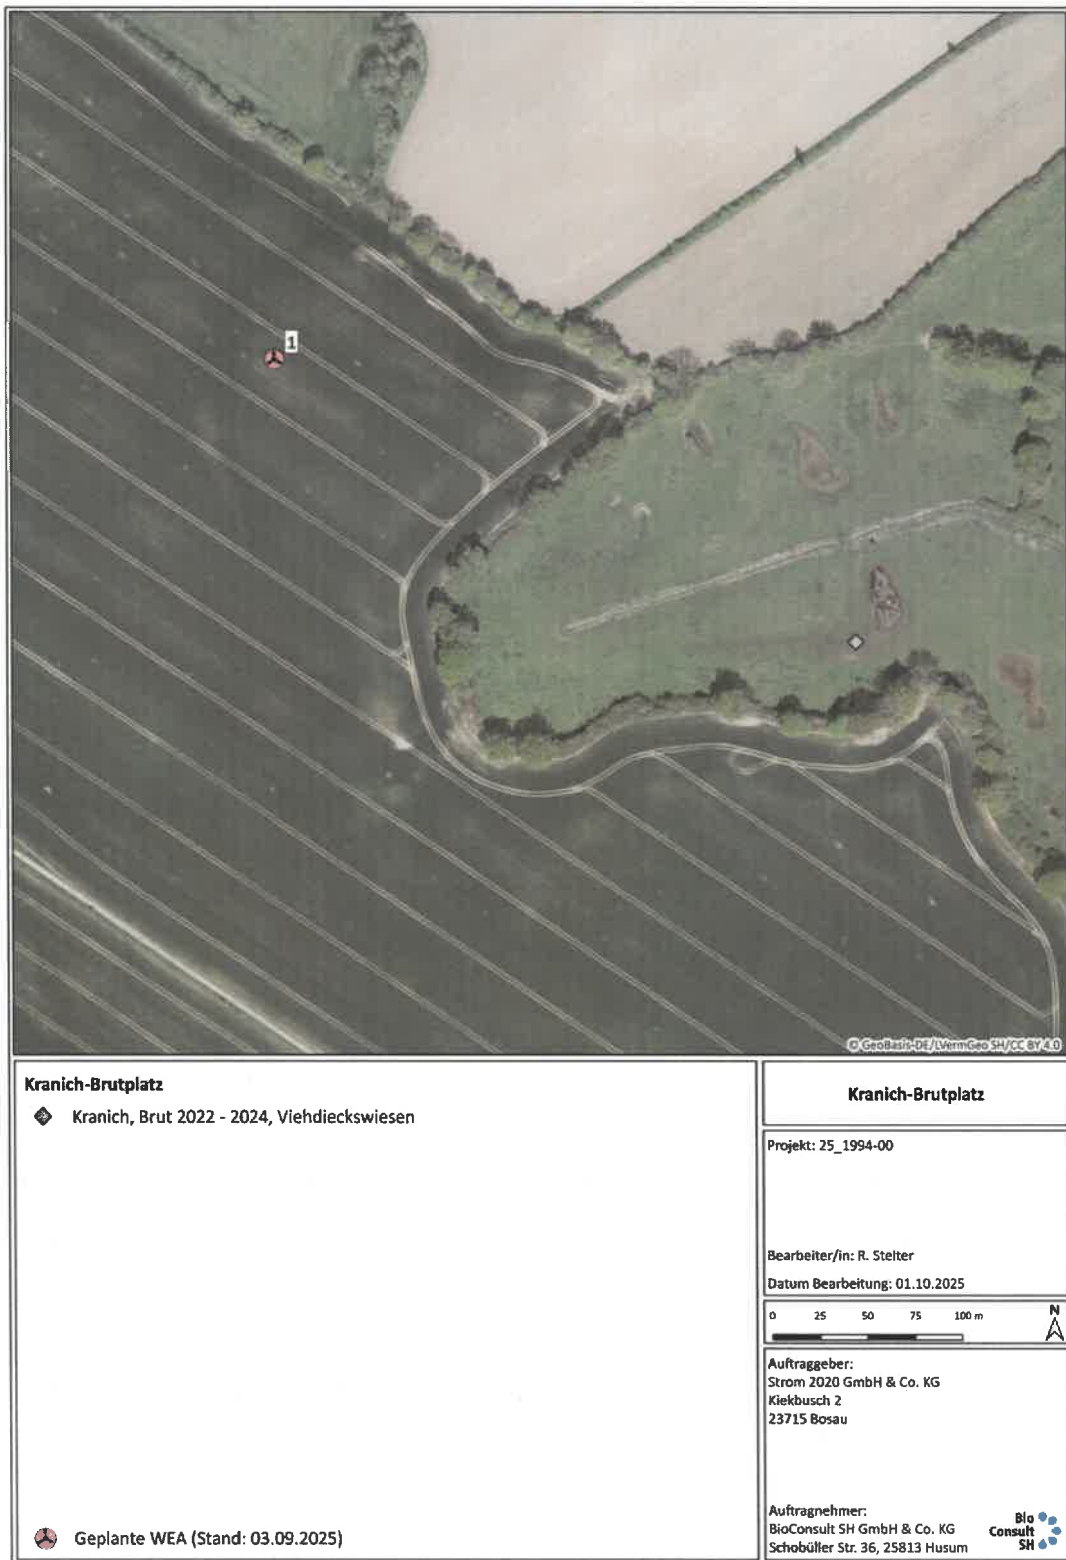 1
© GeoBasis-DE/LVermGeo SH/CC BY 4.0
Kranich-Brutplatz
Kranich, Brut 2022 - 2024, Viehdieckswiesen
Geplante WEA (Stand: 03.09.2025)
Kranich-Brutplatz
Projekt: 25_1994-00
Bearbeiter/in: R. Stelter
Datum Bearbeitung: 01.10.2025
0 25 50 75 100 m
N
Auftraggeber:
Strom 2020 GmbH & Co. KG
Kiekbusch 2
23715 Bosau
Auftragnehmer:
BioConsult SH GmbH & Co. KG
Schobüller Str. 36, 25813 Husum
Bio
Consult
SH